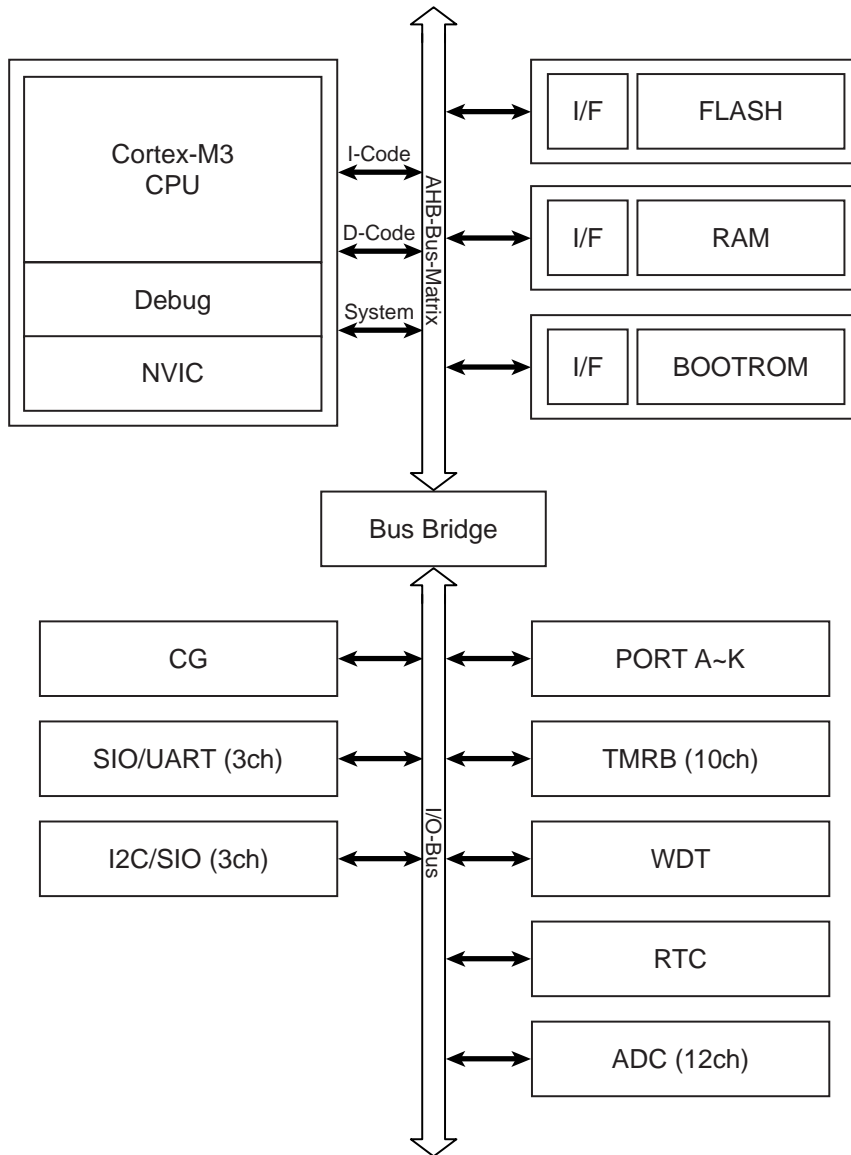 Cortex-M3
CPU
Debug
NVIC
I-Code
D-Code
System
AHB-Bus-Matrix
I/F
FLASH
I/F
RAM
I/F
BOOTROM
Bus Bridge
CG
SIO/UART (3ch)
I2C/SIO (3ch)
I/O-Bus
PORT A~K
TMRB (10ch)
WDT
RTC
ADC (12ch)